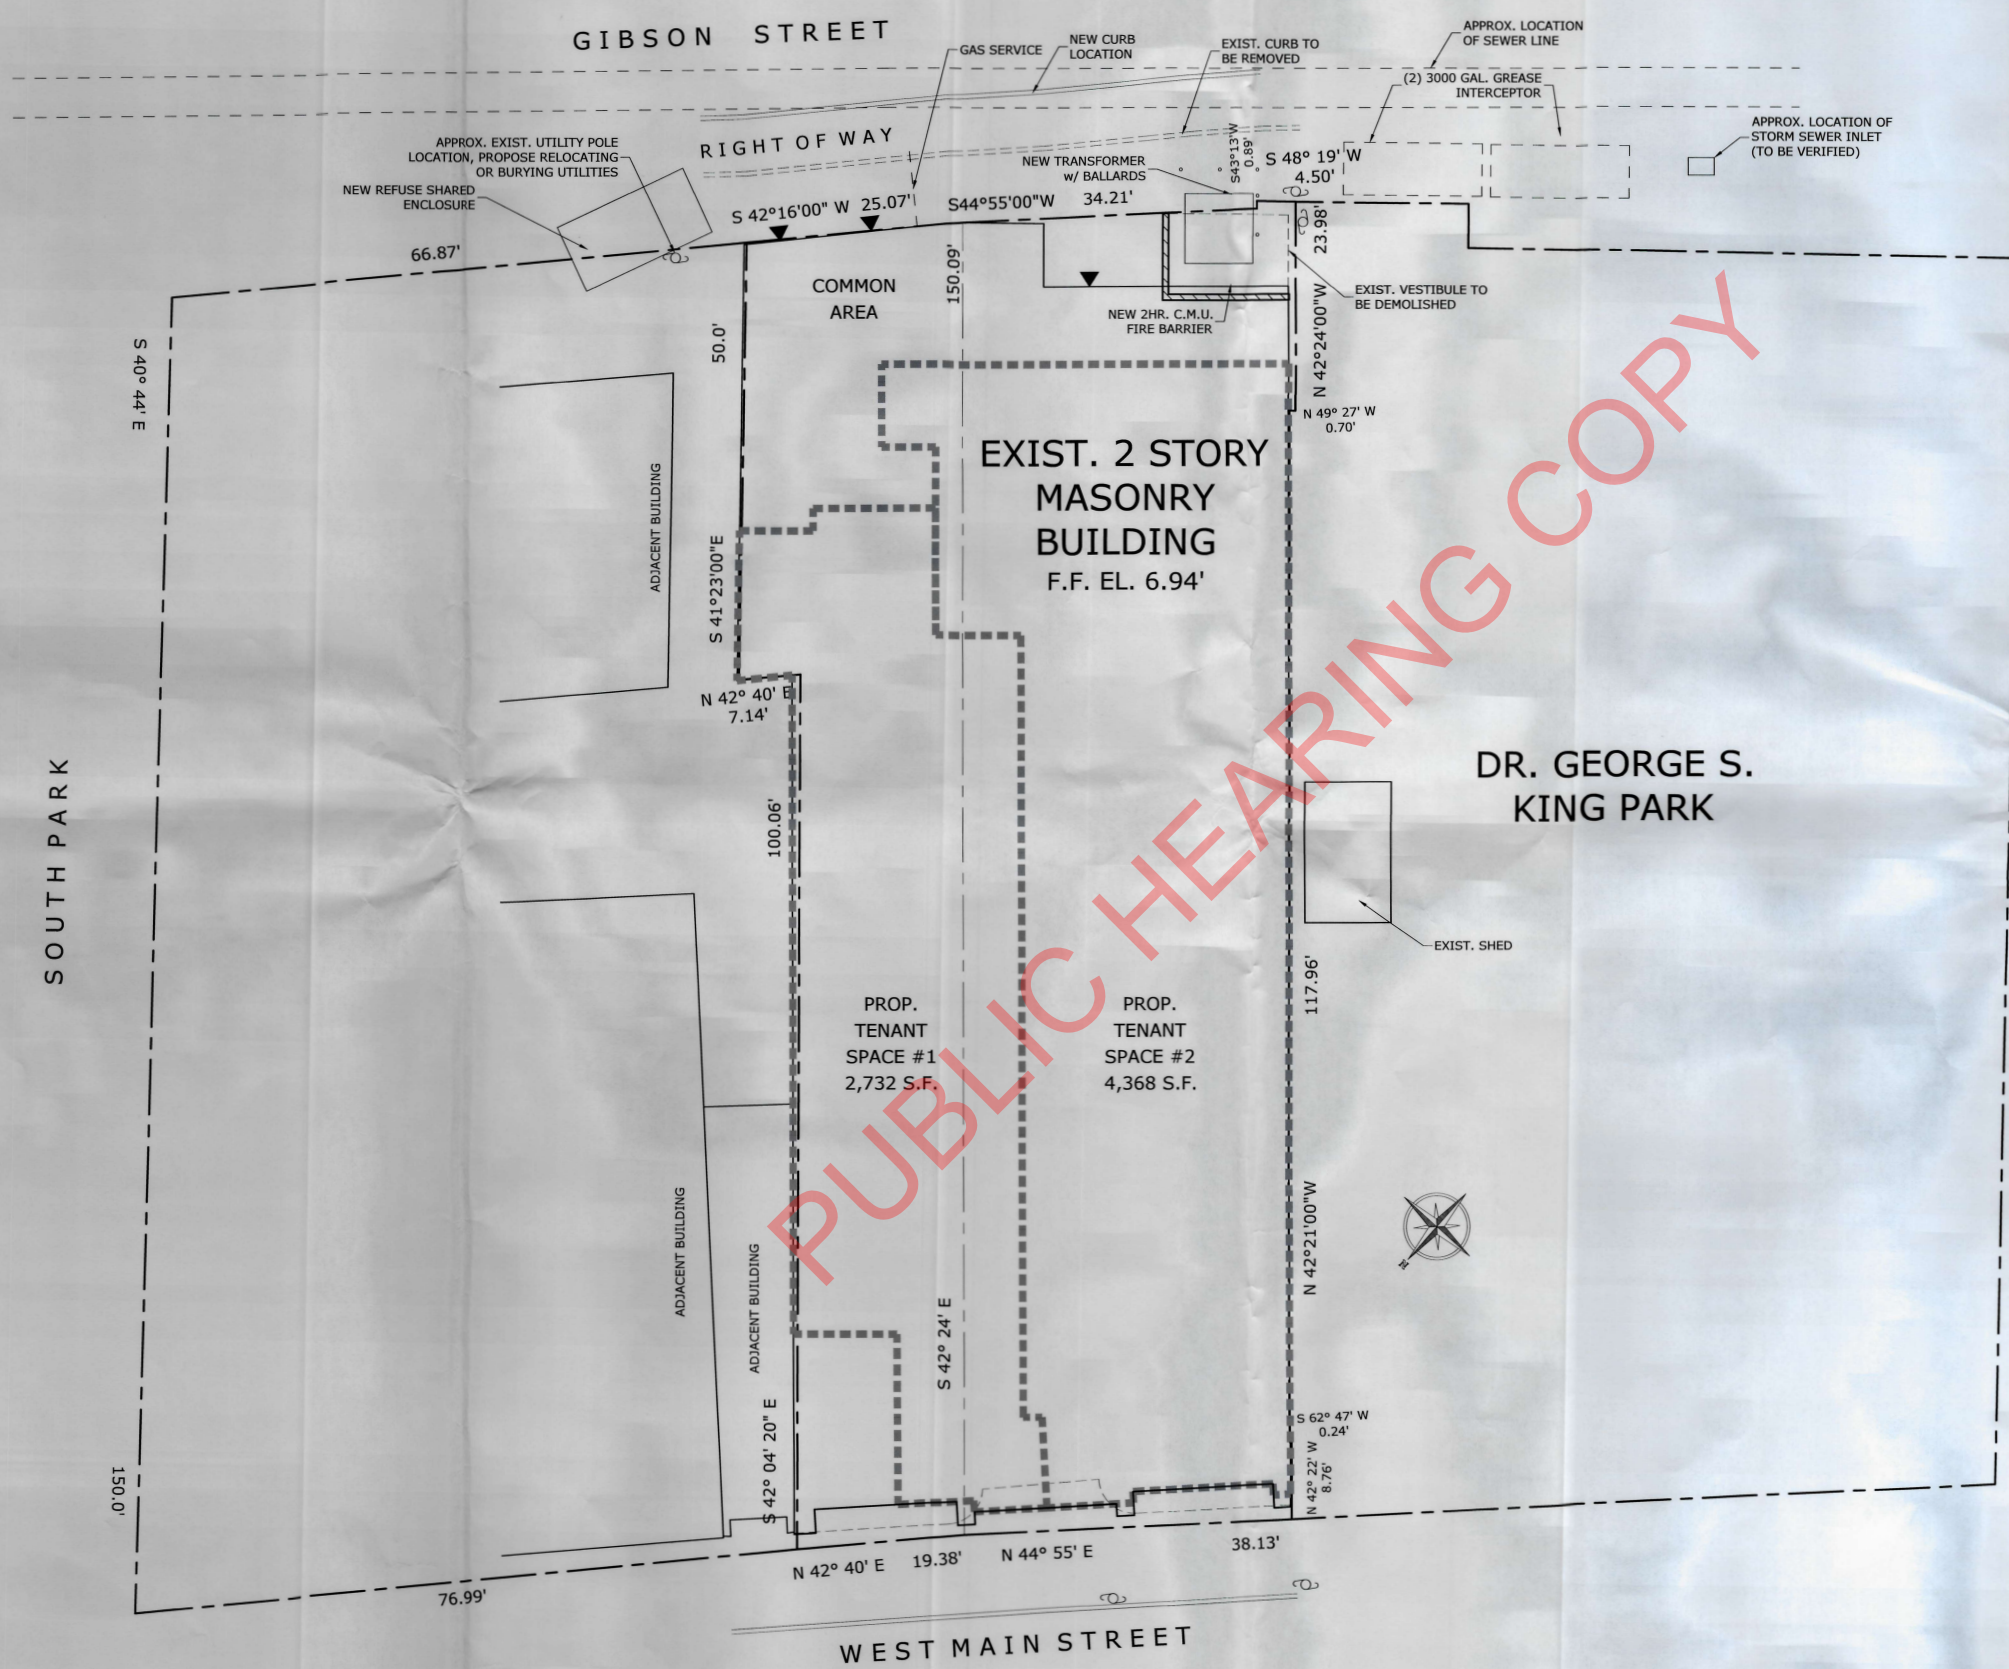 GIBSON STREET
GAS SERVICE
NEW CURB
LOCATION
EXIST. CURB TO
BE REMOVED
APPROX. LOCATION
OF SEWER LINE
(2) 3000 GAL. GREASE
INTERCEPTOR
APPROX. LOCATION OF
STORM SEWER INLET
(TO BE VERIFIED)
RIGHT OF WAY
APPROX. EXIST. UTILITY POLE
LOCATION, PROPOSE RELOCATING
OR BURYING UTILITIES
NEW REFUSE SHARED
ENCLOSURE
NEW TRANSFORMER
w/ BALLARDS
S43°13'W
0.89'
S 48° 19' W
4.50'
66.87'
S 42°16'00" W 25.07'
S44°55'00"W 34.21'
23.98'
COMMON
AREA
150.09'
50.0'
NEW 2HR. C.M.U.
FIRE BARRIER
EXIST. VESTIBULE TO
BE DEMOLISHED
N 42°24'00"W
N 49° 27' W
0.70'
S 40° 44' E
ADJACENT BUILDING
S 41°23'00"E
EXIST. 2 STORY
MASONRY
BUILDING
F.F. EL. 6.94'
N 42° 40' E
7.14'
100.06'
SOUTH PARK
DR. GEORGE S.
KING PARK
EXIST. SHED
117.96'
PROP.
TENANT
SPACE #1
2,732 S.F.
PROP.
TENANT
SPACE #2
4,368 S.F.
PUBLIC HEARING COPY
N 42°21'00"W
N
ADJACENT BUILDING
ADJACENT BUILDING
S 42° 24' E
S 42° 04' 20" E
S 62° 47' W
0.24'
N 42° 22' W
8.76'
150.0'
76.99'
N 42° 40' E 19.38'
N 44° 55' E 38.13'
WEST MAIN STREET